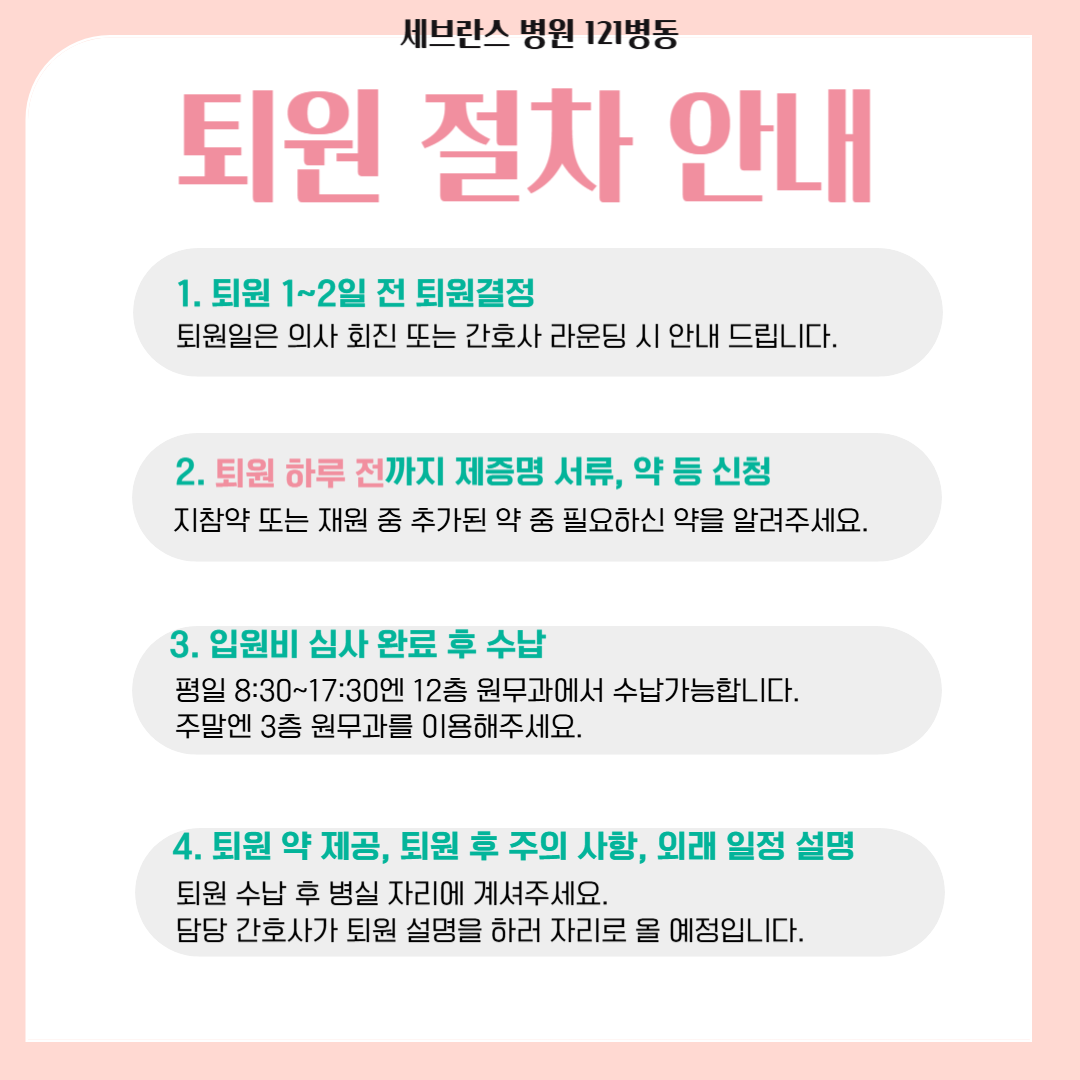 세브란스 병원 121병동
퇴원 절차 안내
1. 퇴원 1~2일 전 퇴원결정
퇴원일은 의사 회진 또는 간호사 라운딩 시 안내 드립니다.
2. 퇴원 하루 전까지 제증명 서류, 약 등 신청
지참약 또는 재원 중 추가된 약 중 필요하신 약을 알려주세요.
3. 입원비 심사 완료 후 수납
평일 8:30~17:30엔 12층 원무과에서 수납가능합니다.
주말엔 3층 원무과를 이용해주세요.
4. 퇴원 약 제공, 퇴원 후 주의 사항, 외래 일정 설명
퇴원 수납 후 병실 자리에 계셔주세요.
담당 간호사가 퇴원 설명을 하러 자리로 올 예정입니다.